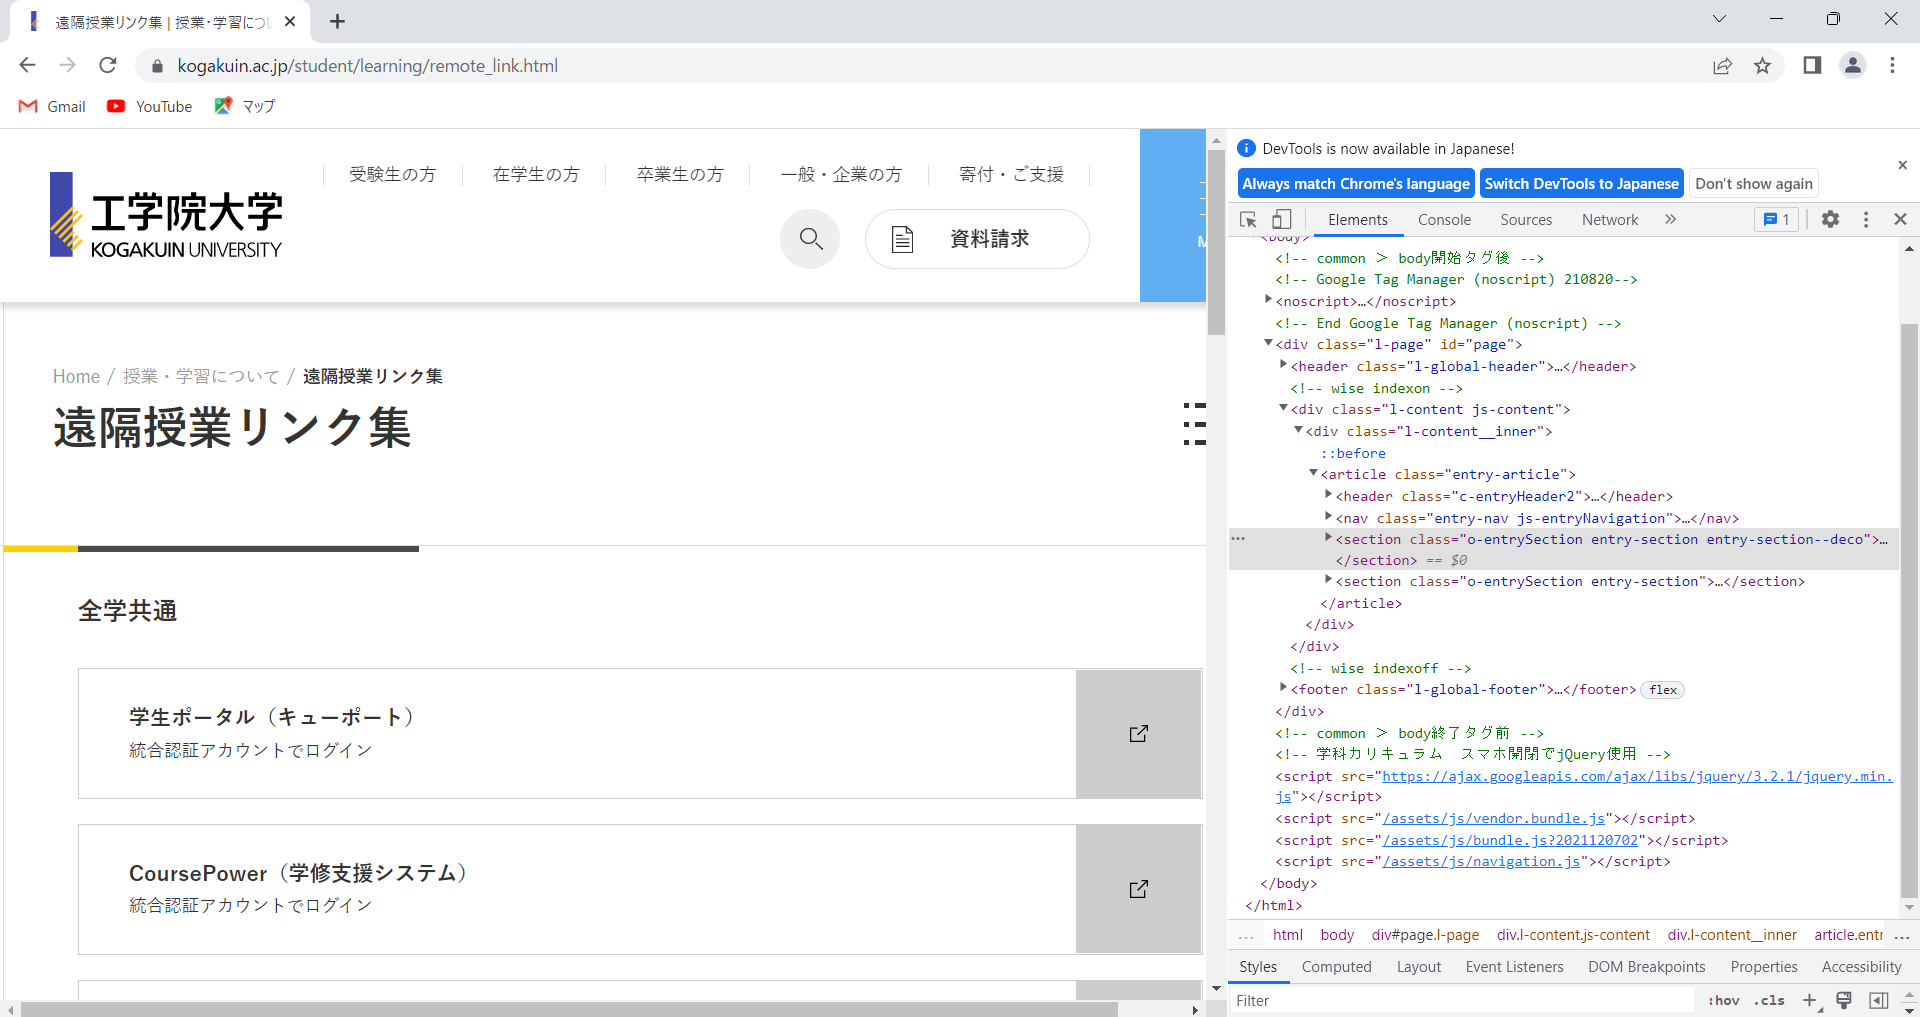 遠隔授業リンク集 | 授業・学習につい
kogakuin.ac.jp/student/learning/remote_link.html
Gmail
YouTube
マップ
受験生の方
在学生の方
卒業生の方
一般・企業の方
寄付・ご支援
工学院大学
KOGAKUIN UNIVERSITY
資料請求
M
Home / 授業・学習について / 遠隔授業リンク集
遠隔授業リンク集
全学共通
学生ポータル（キューポート）
統合認証アカウントでログイン
CoursePower（学修支援システム）
統合認証アカウントでログイン
DevTools is now available in Japanese!
Always match Chrome's language
Switch DevTools to Japanese
Don't show again
Elements
Console
Sources
Network
1
<body>
<!-- common ＞ body開始タグ後 -->
<!-- Google Tag Manager (noscript) 210820-->
<noscript>…</noscript>
<!-- End Google Tag Manager (noscript) -->
<div class="l-page" id="page">
<header class="l-global-header">…</header>
<!-- wise indexon -->
<div class="l-content js-content">
<div class="l-content__inner">
::before
<article class="entry-article">
<header class="c-entryHeader2">…</header>
<nav class="entry-nav js-entryNavigation">…</nav>
<section class="o-entrySection entry-section entry-section--deco">…
</section> == $0
<section class="o-entrySection entry-section">…</section>
</article>
</div>
</div>
<!-- wise indexoff -->
<footer class="l-global-footer">…</footer> flex
</div>
<!-- common ＞ body終了タグ前 -->
<!-- 学科カリキュラム　スマホ開閉でjQuery使用 -->
<script src="https://ajax.googleapis.com/ajax/libs/jquery/3.2.1/jquery.min.
js"></script>
<script src="/assets/js/vendor.bundle.js"></script>
<script src="/assets/js/bundle.js?2021120702"></script>
<script src="/assets/js/navigation.js"></script>
</body>
</html>
... html body div#page.l-page div.l-content.js-content div.l-content__inner article.entr ...
Styles
Computed
Layout
Event Listeners
DOM Breakpoints
Properties
Accessibility
Filter
:hov .cls